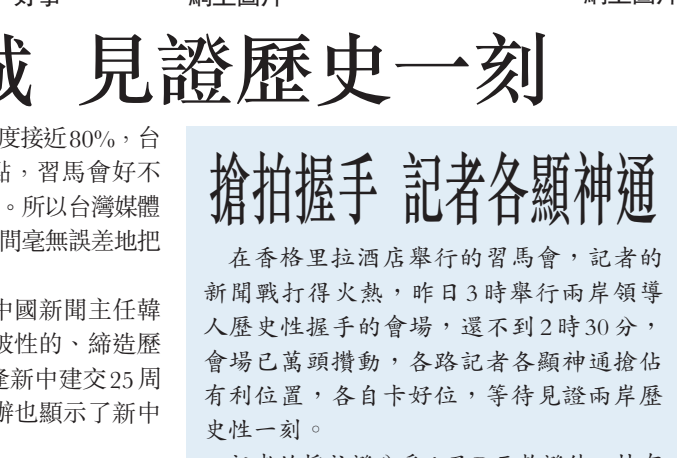 見證歷史一刻
度接近80%，台
點，習馬會好不
。所以台灣媒體
間毫無誤差地把
中國新聞主任韓
破性的、締造歷
逢新中建交25周
辦也顯示了新中
搶拍握手 記者各顯神通
在香格里拉酒店舉行的習馬會，記者的
新聞戰打得火熱，昨日3時舉行兩岸領導
人歷史性握手的會場，還不到2時30分，
會場已萬頭攢動，各路記者各顯神通搶佔
有利位置，各自卡好位，等待見證兩岸歷
史性一刻。